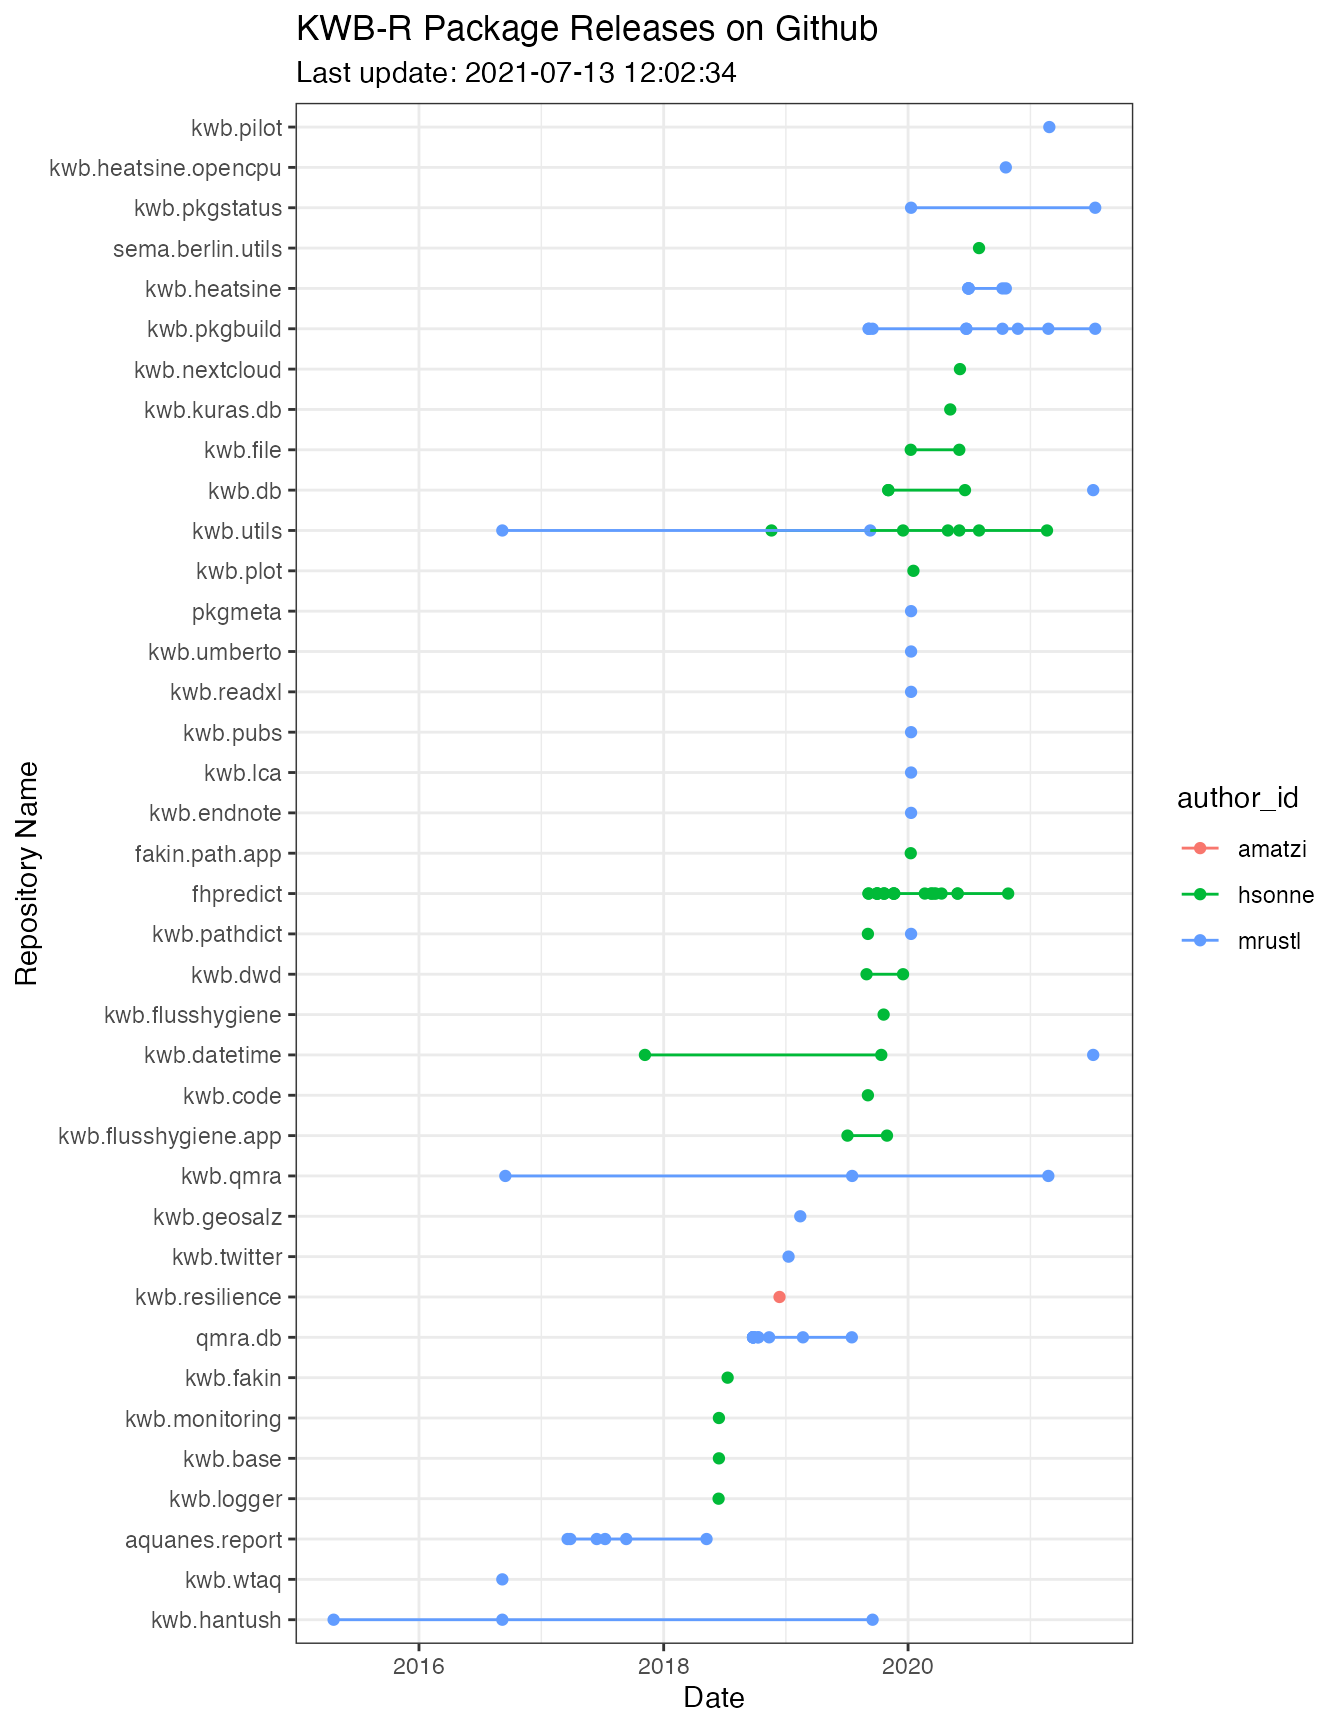 KWB-R Package Releases on Github
Last update: 2021-07-13 12:02:34
kwb.pilot
kwb.heatsine.opencpu
kwb.pkgstatus
sema.berlin.utils
kwb.heatsine
kwb.pkgbuild
kwb.nextcloud
kwb.kuras.db
kwb.file
kwb.db
kwb.utils
kwb.plot
pkgmeta
kwb.umberto
kwb.readxl
kwb.pubs
kwb.lca
kwb.endnote
fakin.path.app
fhpredict
kwb.pathdict
kwb.dwd
kwb.flusshygiene
kwb.datetime
kwb.code
kwb.flusshygiene.app
kwb.qmra
kwb.geosalz
kwb.twitter
kwb.resilience
qmra.db
kwb.fakin
kwb.monitoring
kwb.base
kwb.logger
aquanes.report
kwb.wtaq
kwb.hantush
Repository Name
2016
2018
2020
Date
author_id
amatzi
hsonne
mrustl